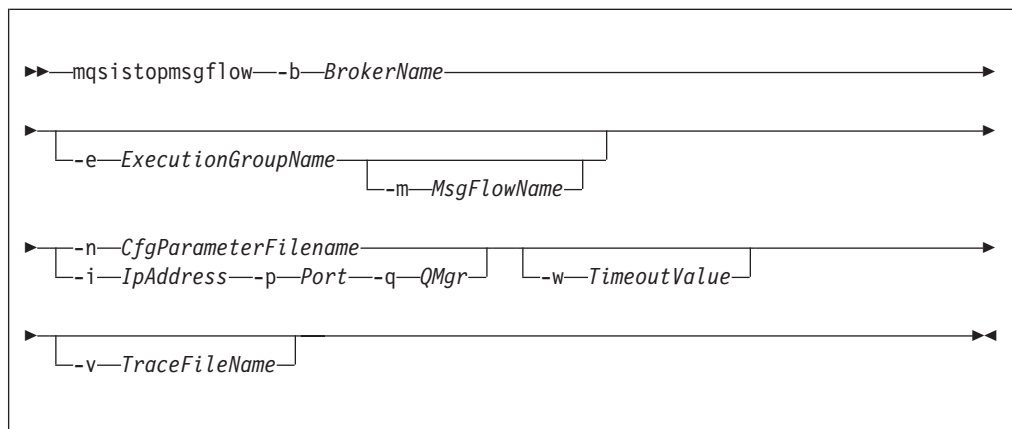 mqsistopmsgflow -b BrokerName
-e ExecutionGroupName
-m MsgFlowName
-n CfgParameterFilename
-i IpAddress -p Port -q QMgr
-w TimeoutValue
-v TraceFileName